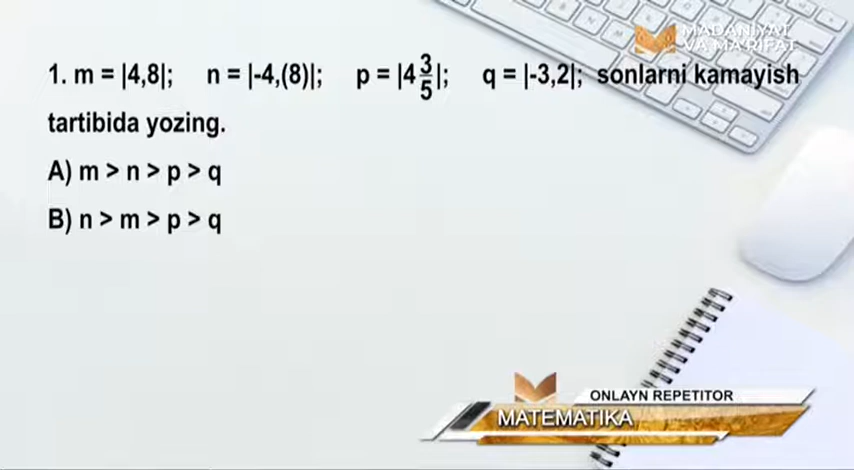 MADANIYAT
VA MA'RIFAT
1. m = |4,8|; n = |-4,(8)|; p = |4 3/5|; q = |-3,2|; sonlarni kamayish
tartibida yozing.
A) m > n > p > q
B) n > m > p > q
ONLAYN REPETITOR
MATEMATIKA